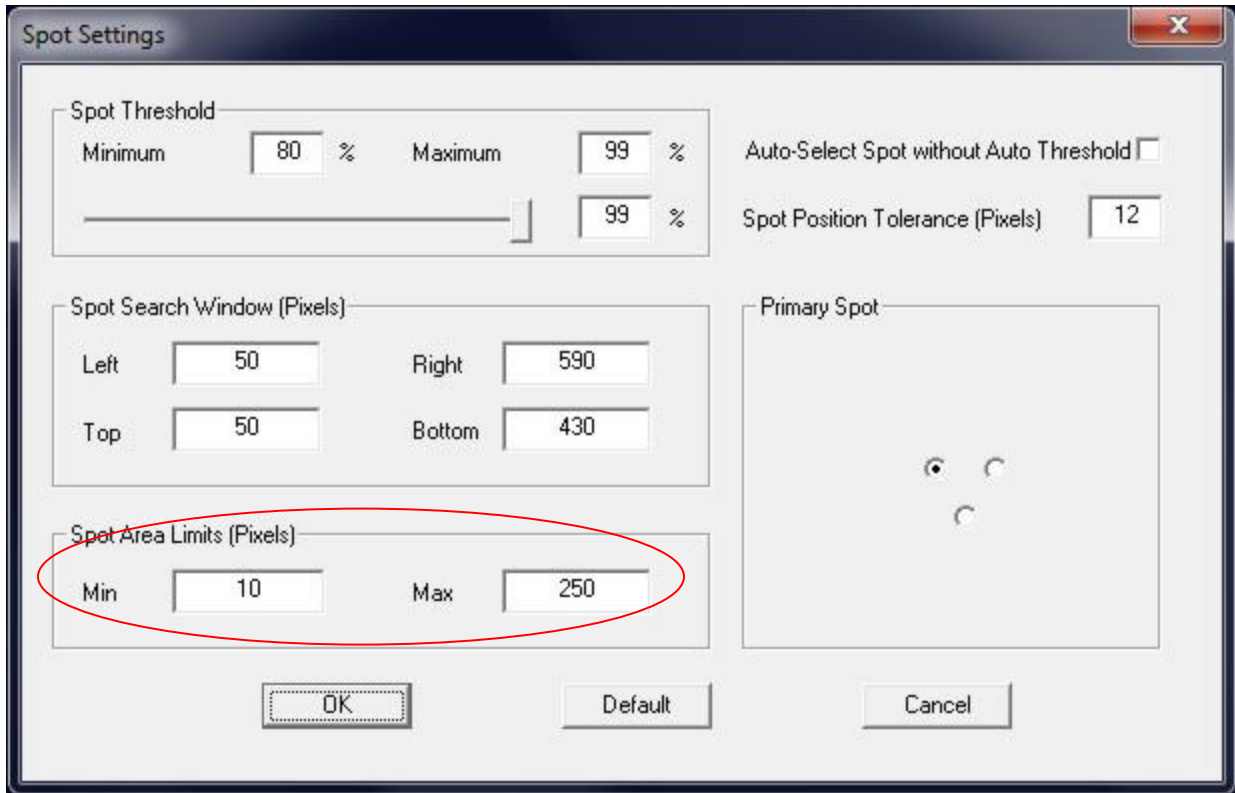 Spot Settings
Spot Threshold
Minimum 80 % Maximum 99 %
99 %
Auto-Select Spot without Auto Threshold
Spot Position Tolerance (Pixels) 12
Spot Search Window (Pixels)
Left 50 Right 590
Top 50 Bottom 430
Primary Spot
Spot Area Limits (Pixels)
Min 10 Max 250
OK Default Cancel